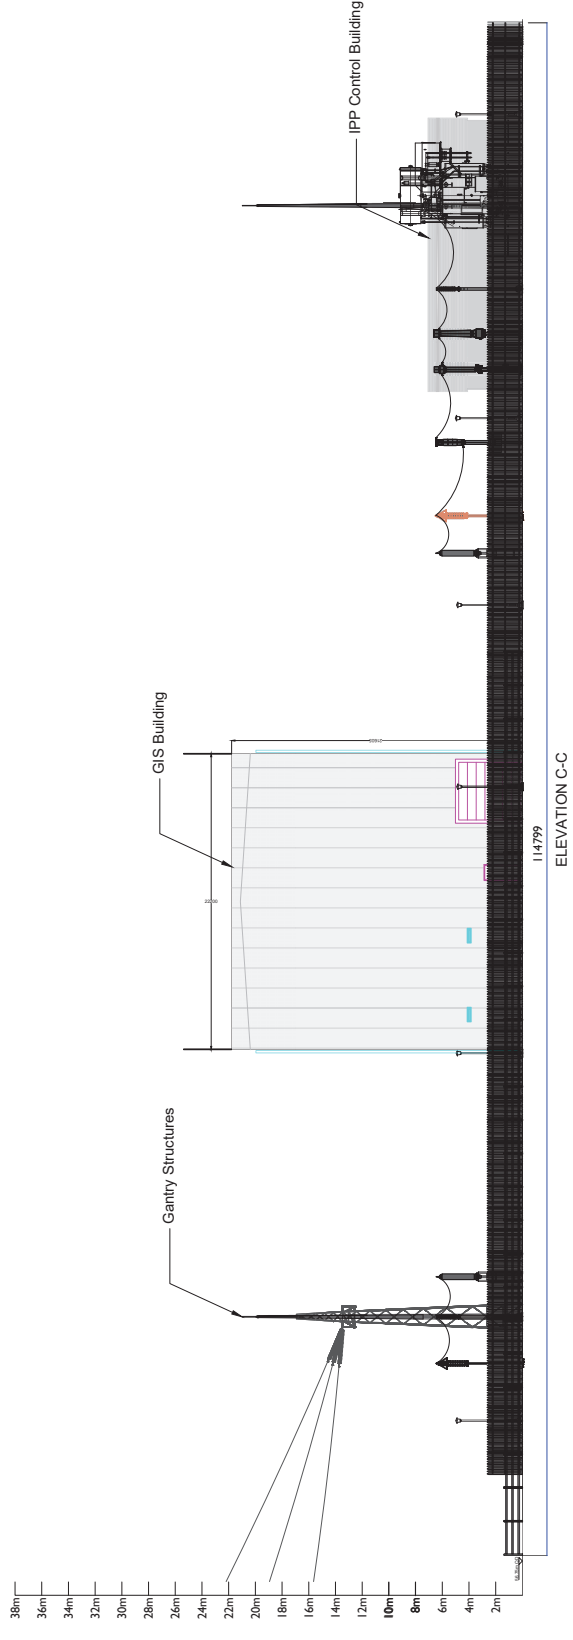 IPP Control Building
GIS Building
Gantry Structures
38m
36m
34m
32m
30m
28m
26m
24m
22m
20m
18m
16m
14m
12m
10m
8m
6m
4m
2m
114799
ELEVATION C-C